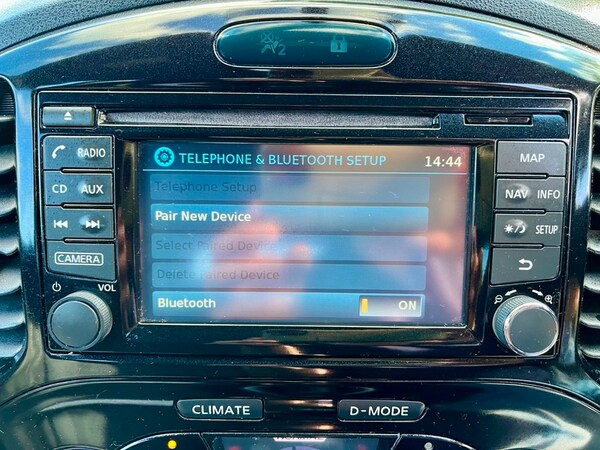 2
TELEPHONE & BLUETOOTH SETUP 14:44
Telephone Setup
Pair New Device
Select Paired Device
Delete Paired Device
Bluetooth ON
RADIO
CD AUX
CAMERA
VOL
MAP
NAV INFO
SETUP
CLIMATE D-MODE